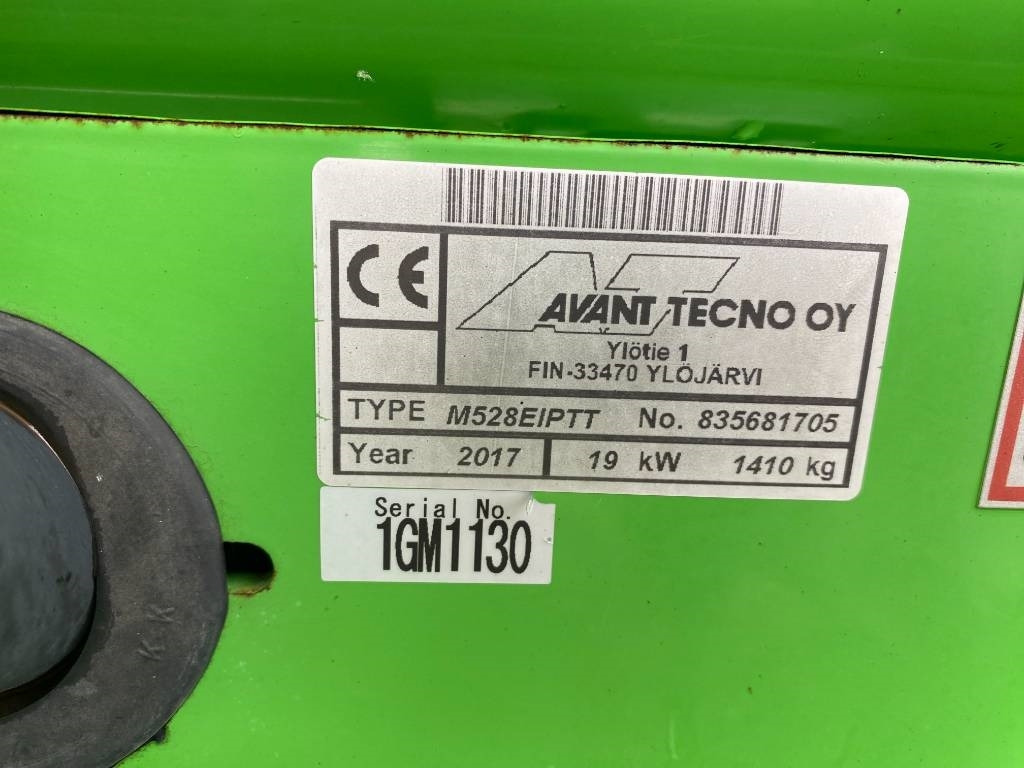 CE
AVANT TECNO OY
Ylötie 1
FIN-33470 YLÖJÄRVI
TYPE M528EIPTT No. 835681705
Year 2017 19 kW 1410 kg
Serial No.
1GM1130
KK